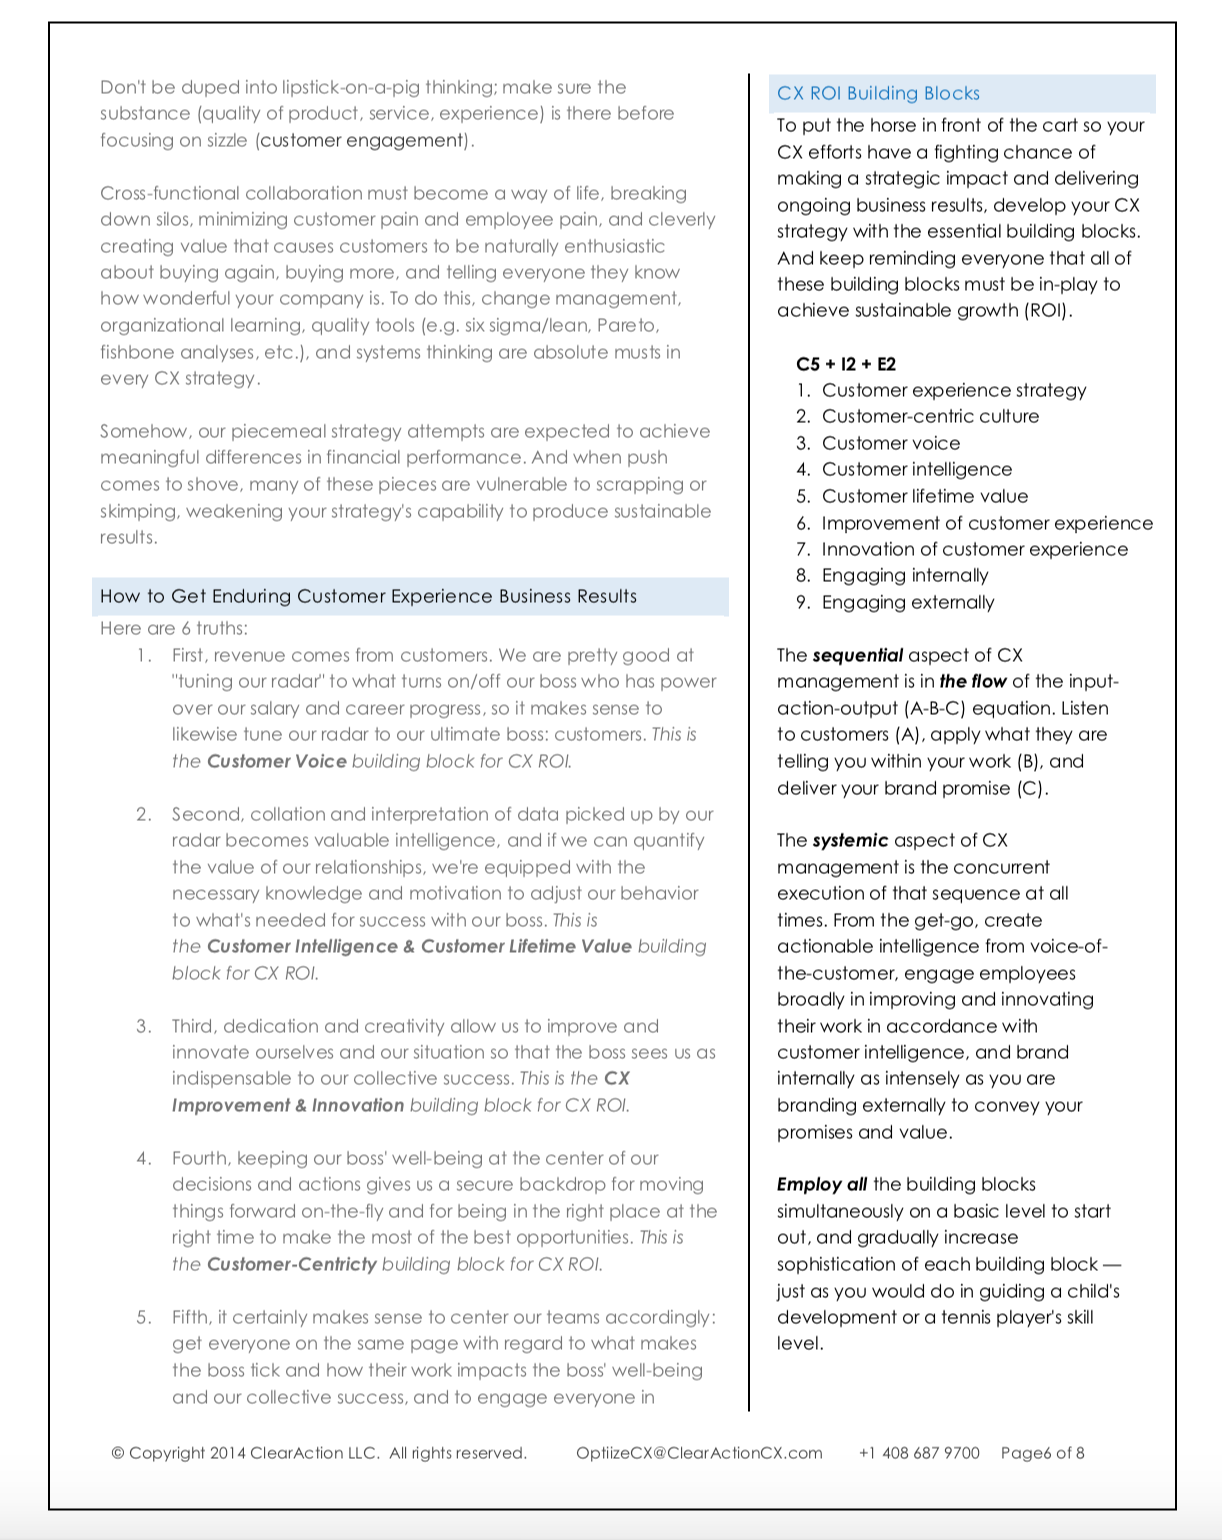 Don't be duped into lipstick-on-a-pig thinking; make sure the
substance (quality of product, service, experience) is there before
focusing on sizzle (customer engagement).
Cross-functional collaboration must become a way of life, breaking
down silos, minimizing customer pain and employee pain, and cleverly
creating value that causes customers to be naturally enthusiastic
about buying again, buying more, and telling everyone they know
how wonderful your company is. To do this, change management,
organizational learning, quality tools (e.g. six sigma/lean, Pareto,
fishbone analyses, etc.), and systems thinking are absolute musts in
every CX strategy.
Somehow, our piecemeal strategy attempts are expected to achieve
meaningful differences in financial performance. And when push
comes to shove, many of these pieces are vulnerable to scrapping or
skimping, weakening your strategy's capability to produce sustainable
results.
How to Get Enduring Customer Experience Business Results
Here are 6 truths:
1. First, revenue comes from customers. We are pretty good at
"tuning our radar" to what turns on/off our boss who has power
over our salary and career progress, so it makes sense to
likewise tune our radar to our ultimate boss: customers. This is
the Customer Voice building block for CX ROI.
2. Second, collation and interpretation of data picked up by our
radar becomes valuable intelligence, and if we can quantify
the value of our relationships, we're equipped with the
necessary knowledge and motivation to adjust our behavior
to what's needed for success with our boss. This is
the Customer Intelligence & Customer Lifetime Value building
block for CX ROI.
3. Third, dedication and creativity allow us to improve and
innovate ourselves and our situation so that the boss sees us as
indispensable to our collective success. This is the CX
Improvement & Innovation building block for CX ROI.
4. Fourth, keeping our boss' well-being at the center of our
decisions and actions gives us a secure backdrop for moving
things forward on-the-fly and for being in the right place at the
right time to make the most of the best opportunities. This is
the Customer-Centricty building block for CX ROI.
5. Fifth, it certainly makes sense to center our teams accordingly:
get everyone on the same page with regard to what makes
the boss tick and how their work impacts the boss' well-being
and our collective success, and to engage everyone in
CX ROI Building Blocks
To put the horse in front of the cart so your
CX efforts have a fighting chance of
making a strategic impact and delivering
ongoing business results, develop your CX
strategy with the essential building blocks.
And keep reminding everyone that all of
these building blocks must be in-play to
achieve sustainable growth (ROI).
C5 + I2 + E2
1. Customer experience strategy
2. Customer-centric culture
3. Customer voice
4. Customer intelligence
5. Customer lifetime value
6. Improvement of customer experience
7. Innovation of customer experience
8. Engaging internally
9. Engaging externally
The sequential aspect of CX
management is in the flow of the input-
action-output (A-B-C) equation. Listen
to customers (A), apply what they are
telling you within your work (B), and
deliver your brand promise (C).
The systemic aspect of CX
management is the concurrent
execution of that sequence at all
times. From the get-go, create
actionable intelligence from voice-of-
the-customer, engage employees
broadly in improving and innovating
their work in accordance with
customer intelligence, and brand
internally as intensely as you are
branding externally to convey your
promises and value.
Employ all the building blocks
simultaneously on a basic level to start
out, and gradually increase
sophistication of each building block —
just as you would do in guiding a child's
development or a tennis player's skill
level.
© Copyright 2014 ClearAction LLC. All rights reserved. OptiizeCX@ClearActionCX.com +1 408 687 9700 Page6 of 8